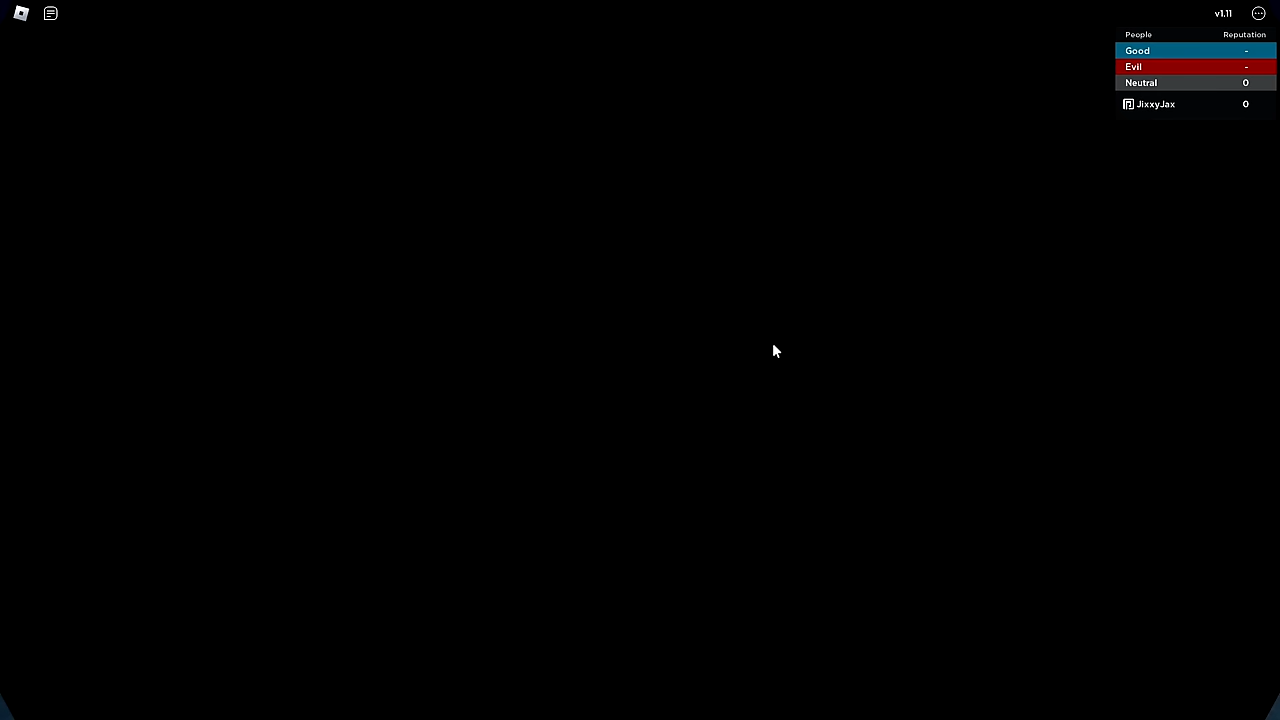 v1.11
People Reputation
Good -
Evil -
Neutral 0
JixxyJax 0